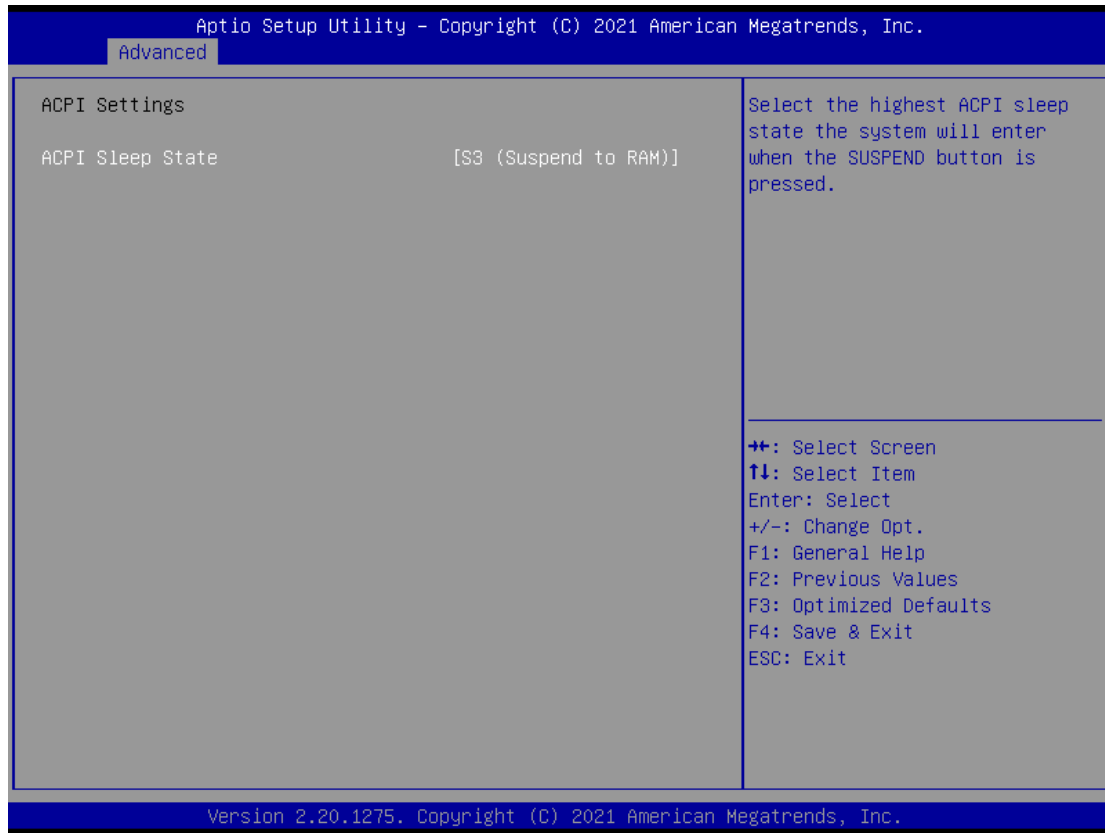 Aptio Setup Utility – Copyright (C) 2021 American Megatrends, Inc.
Advanced
ACPI Settings
ACPI Sleep State [S3 (Suspend to RAM)]
Select the highest ACPI sleep
state the system will enter
when the SUSPEND button is
pressed.
→←: Select Screen
↑↓: Select Item
Enter: Select
+/-: Change Opt.
F1: General Help
F2: Previous Values
F3: Optimized Defaults
F4: Save & Exit
ESC: Exit
Version 2.20.1275. Copyright (C) 2021 American Megatrends, Inc.